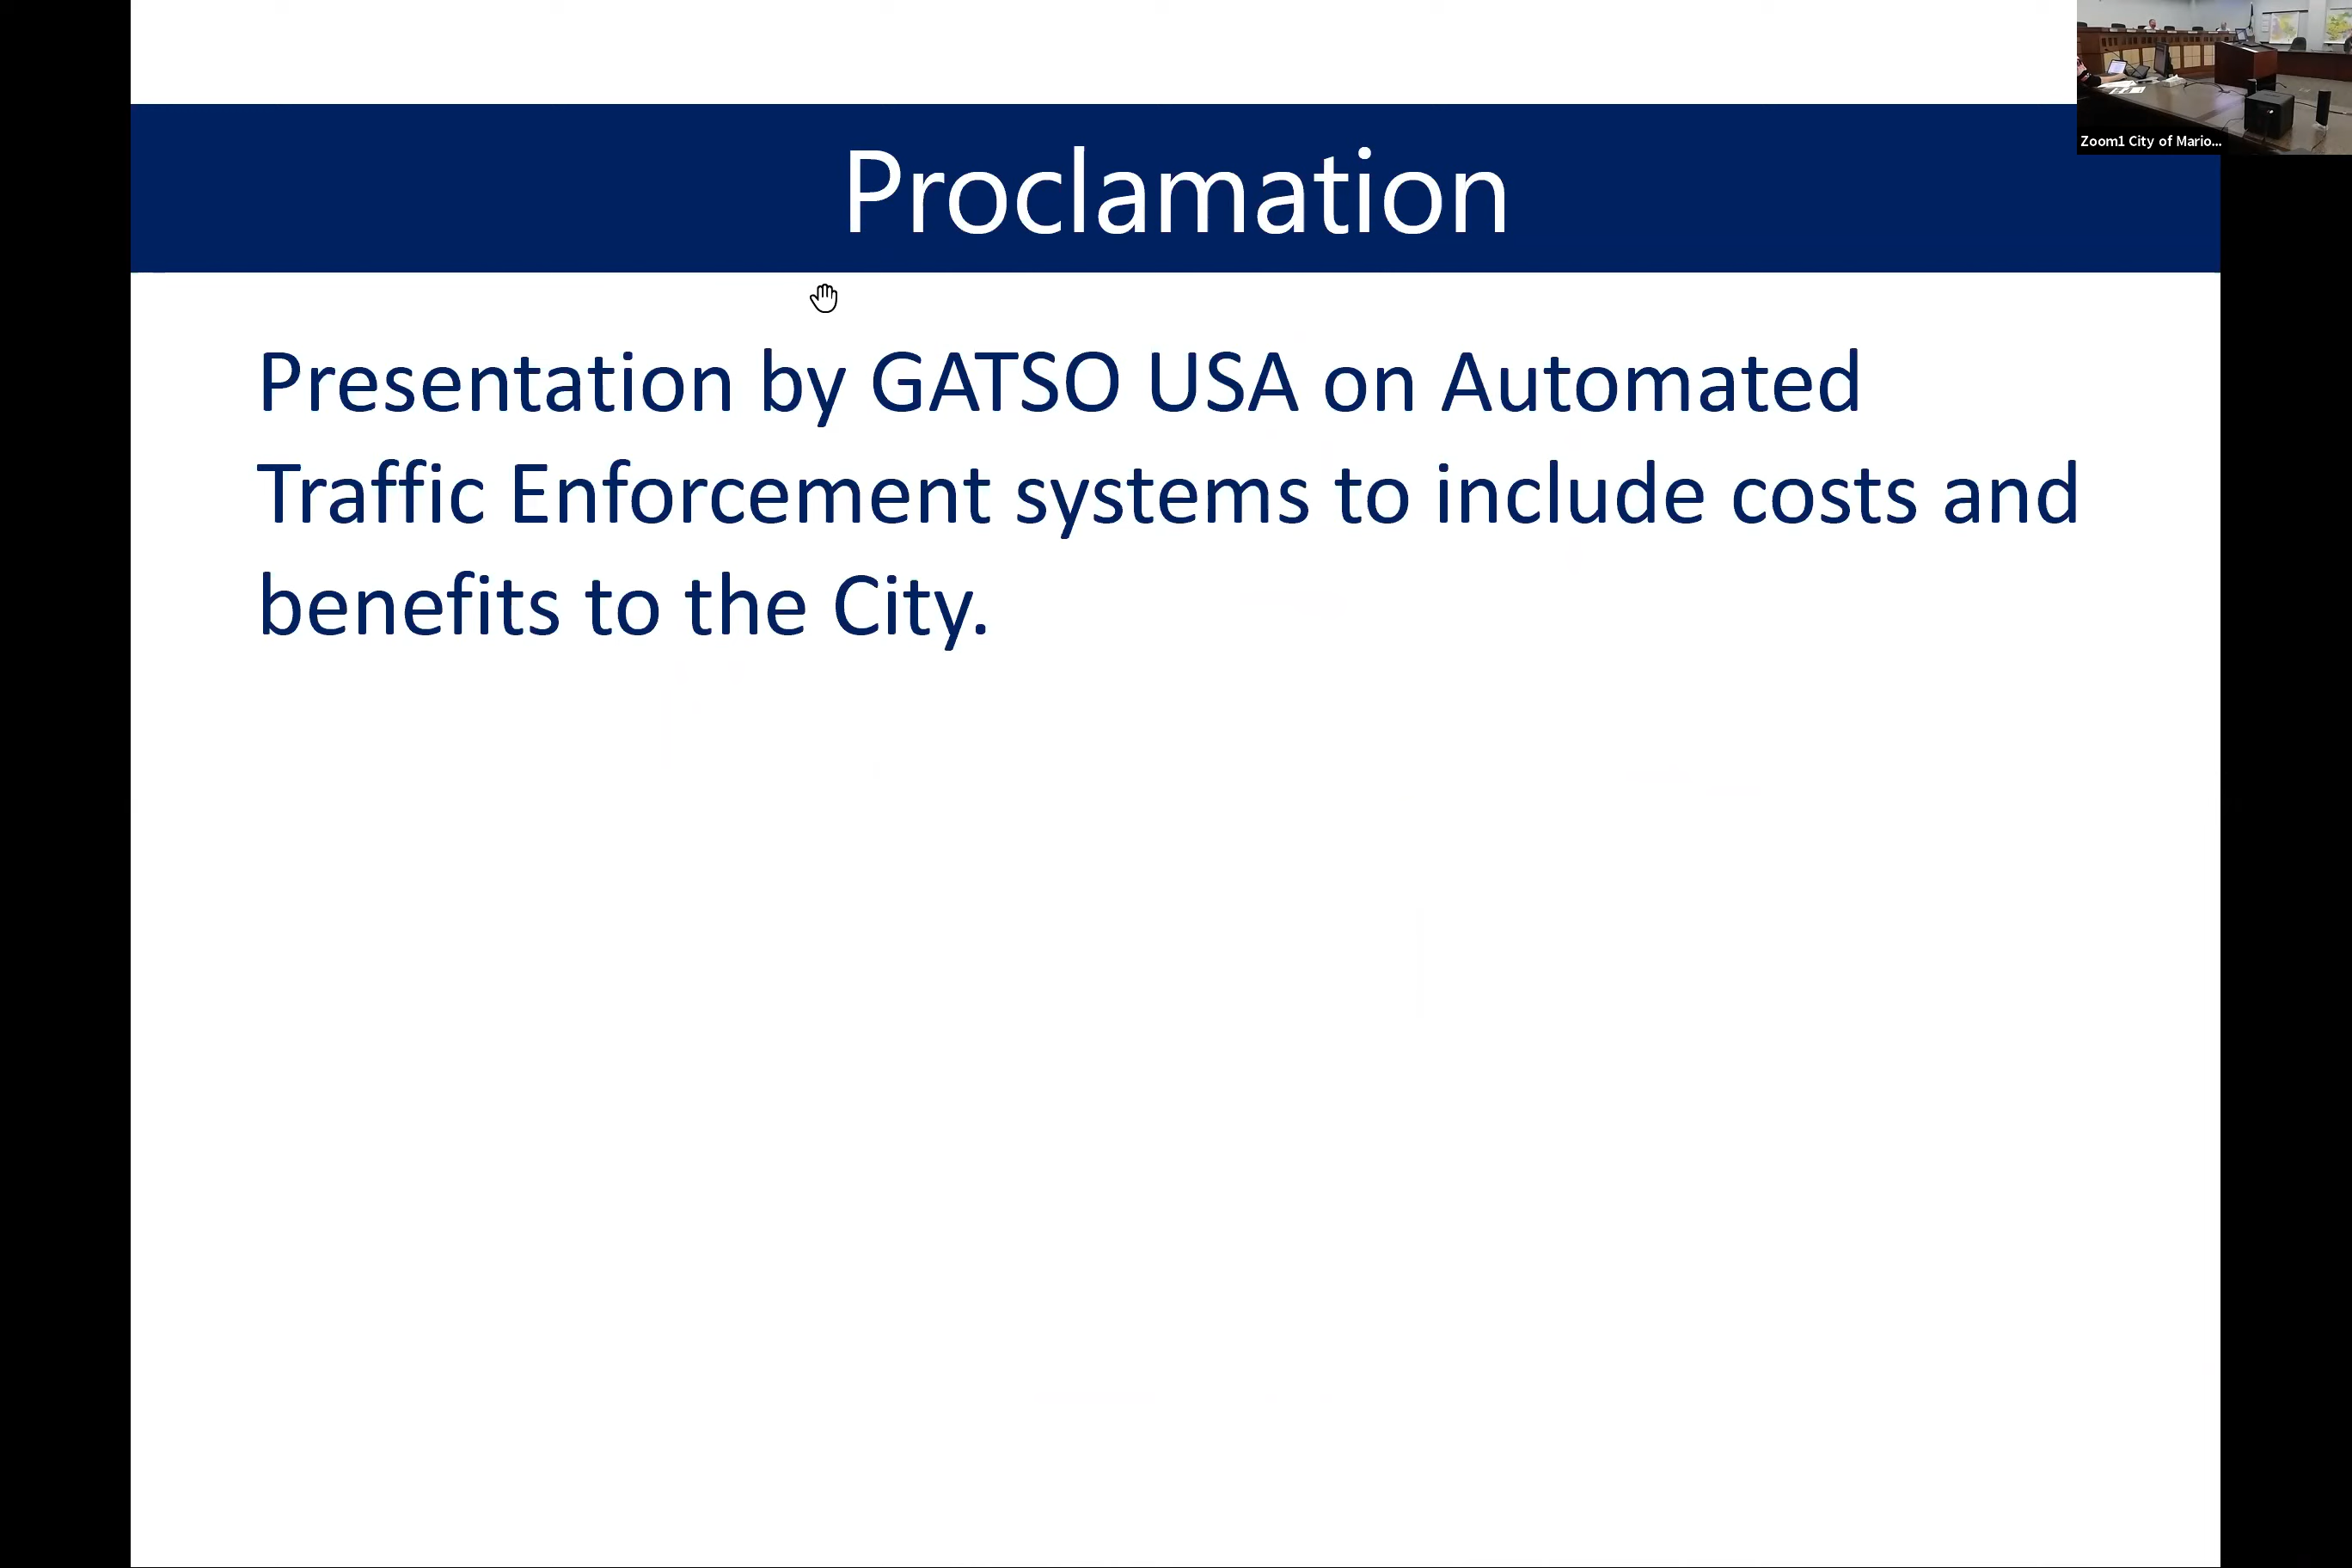 Proclamation
Zoom1 City of Mario...
Presentation by GATSO USA on Automated
Traffic Enforcement systems to include costs and
benefits to the City.